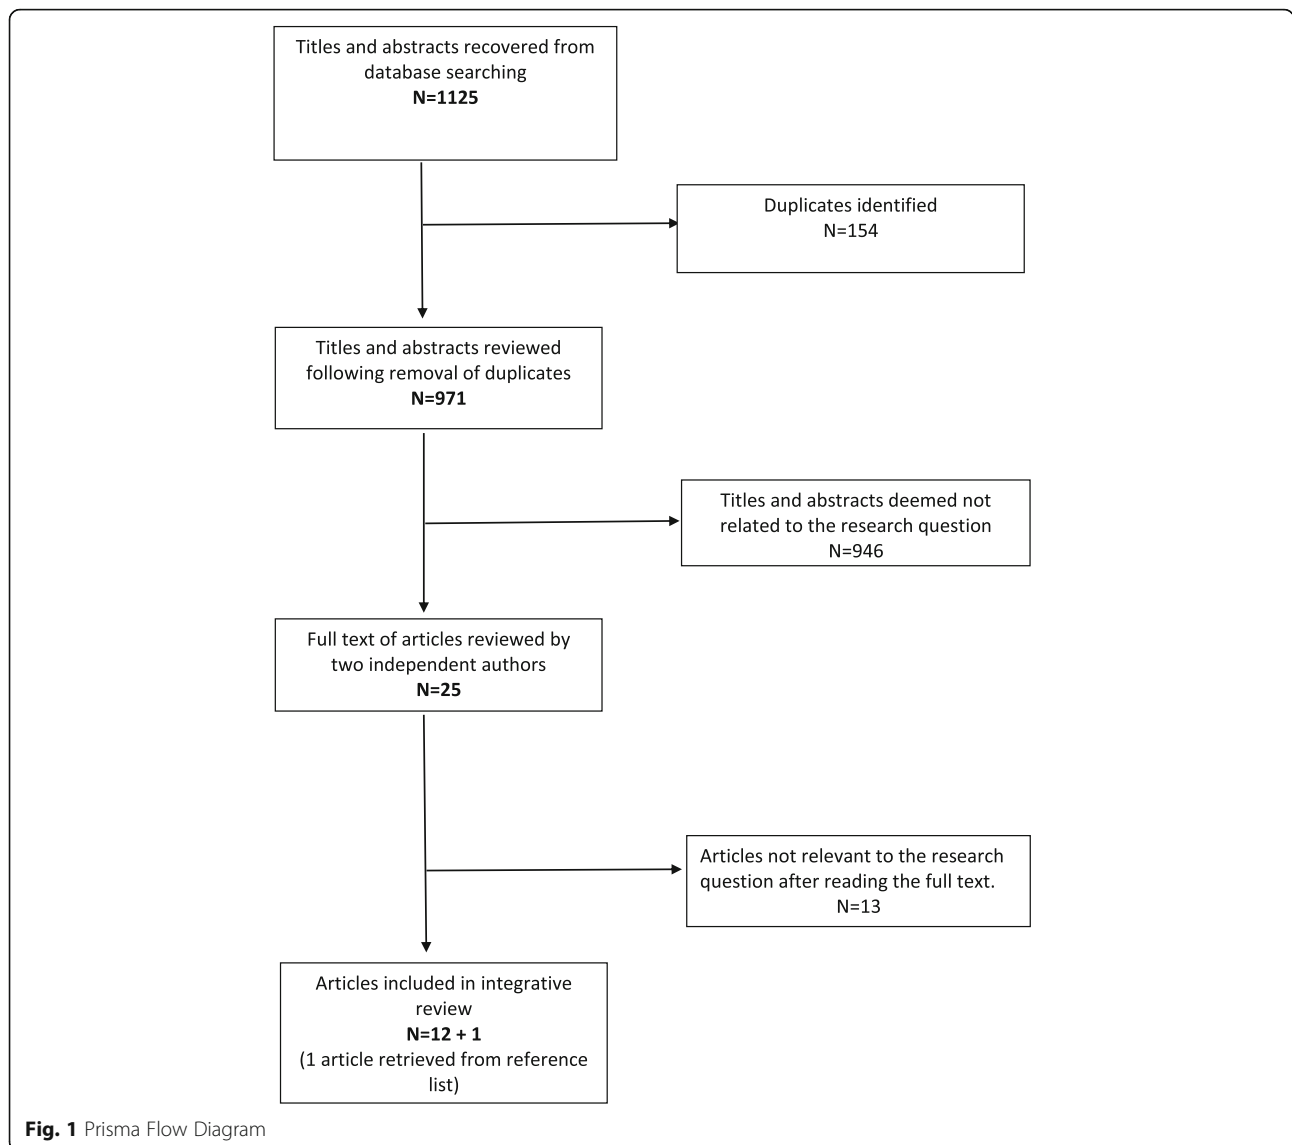 Titles and abstracts recovered from
database searching
N=1125
Duplicates identified
N=154
Titles and abstracts reviewed
following removal of duplicates
N=971
Titles and abstracts deemed not
related to the research question
N=946
Full text of articles reviewed by
two independent authors
N=25
Articles not relevant to the research
question after reading the full text.
N=13
Articles included in integrative
review
N=12 + 1
(1 article retrieved from reference
list)
Fig. 1 Prisma Flow Diagram